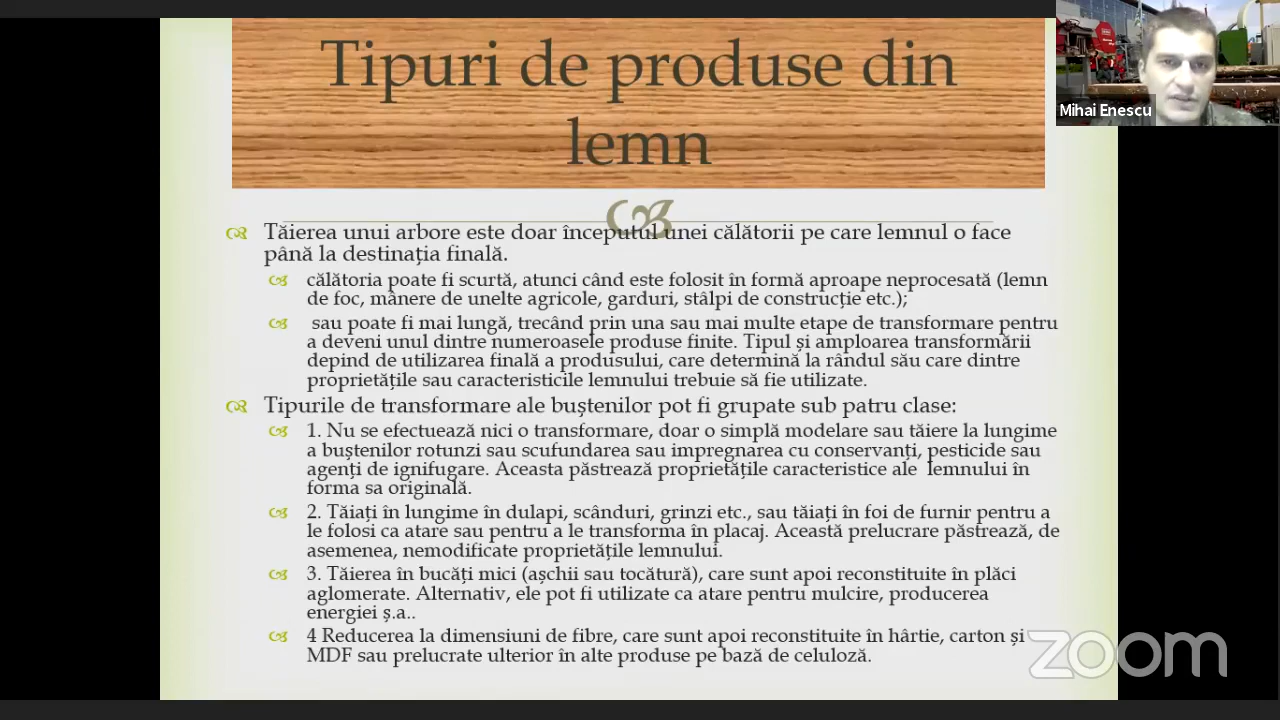 Tipuri de produse din
lemn
Mihai Enescu
Tăierea unui arbore este doar începutul unei călătorii pe care lemnul o face
până la destinația finală.
călătoria poate fi scurtă, atunci când este folosit în formă aproape neprocesată (lemn
de foc, mânere de unelte agricole, garduri, stâlpi de construcție etc.);
sau poate fi mai lungă, trecând prin una sau mai multe etape de transformare pentru
a deveni unul dintre numeroasele produse finite. Tipul și amploarea transformării
depind de utilizarea finală a produsului, care determină la rândul său care dintre
proprietățile sau caracteristicile lemnului trebuie să fie utilizate.
Tipurile de transformare ale buștenilor pot fi grupate sub patru clase:
1. Nu se efectuează nici o transformare, doar o simplă modelare sau tăiere la lungime
a buștenilor rotunzi sau scufundarea sau impregnarea cu conservanți, pesticide sau
agenți de ignifugare. Aceasta păstrează proprietățile caracteristice ale lemnului în
forma sa originală.
2. Tăiați în lungime în dulapi, scânduri, grinzi etc., sau tăiați în foi de furnir pentru a
le folosi ca atare sau pentru a le transforma în placaj. Această prelucrare păstrează, de
asemenea, nemodificate proprietățile lemnului.
3. Tăierea în bucăți mici (așchii sau tocătură), care sunt apoi reconstituite în plăci
aglomerate. Alternativ, ele pot fi utilizate ca atare pentru mulcire, producerea
energiei ș.a..
4 Reducerea la dimensiuni de fibre, care sunt apoi reconstituite în hârtie, carton și
MDF sau prelucrate ulterior în alte produse pe bază de celuloză.
zoom